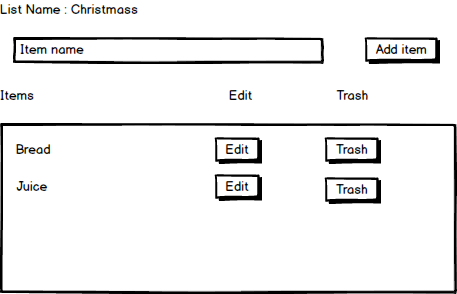 List Name : Christmass
Item name Add item
Items Edit Trash
Bread Edit Trash
Juice Edit Trash